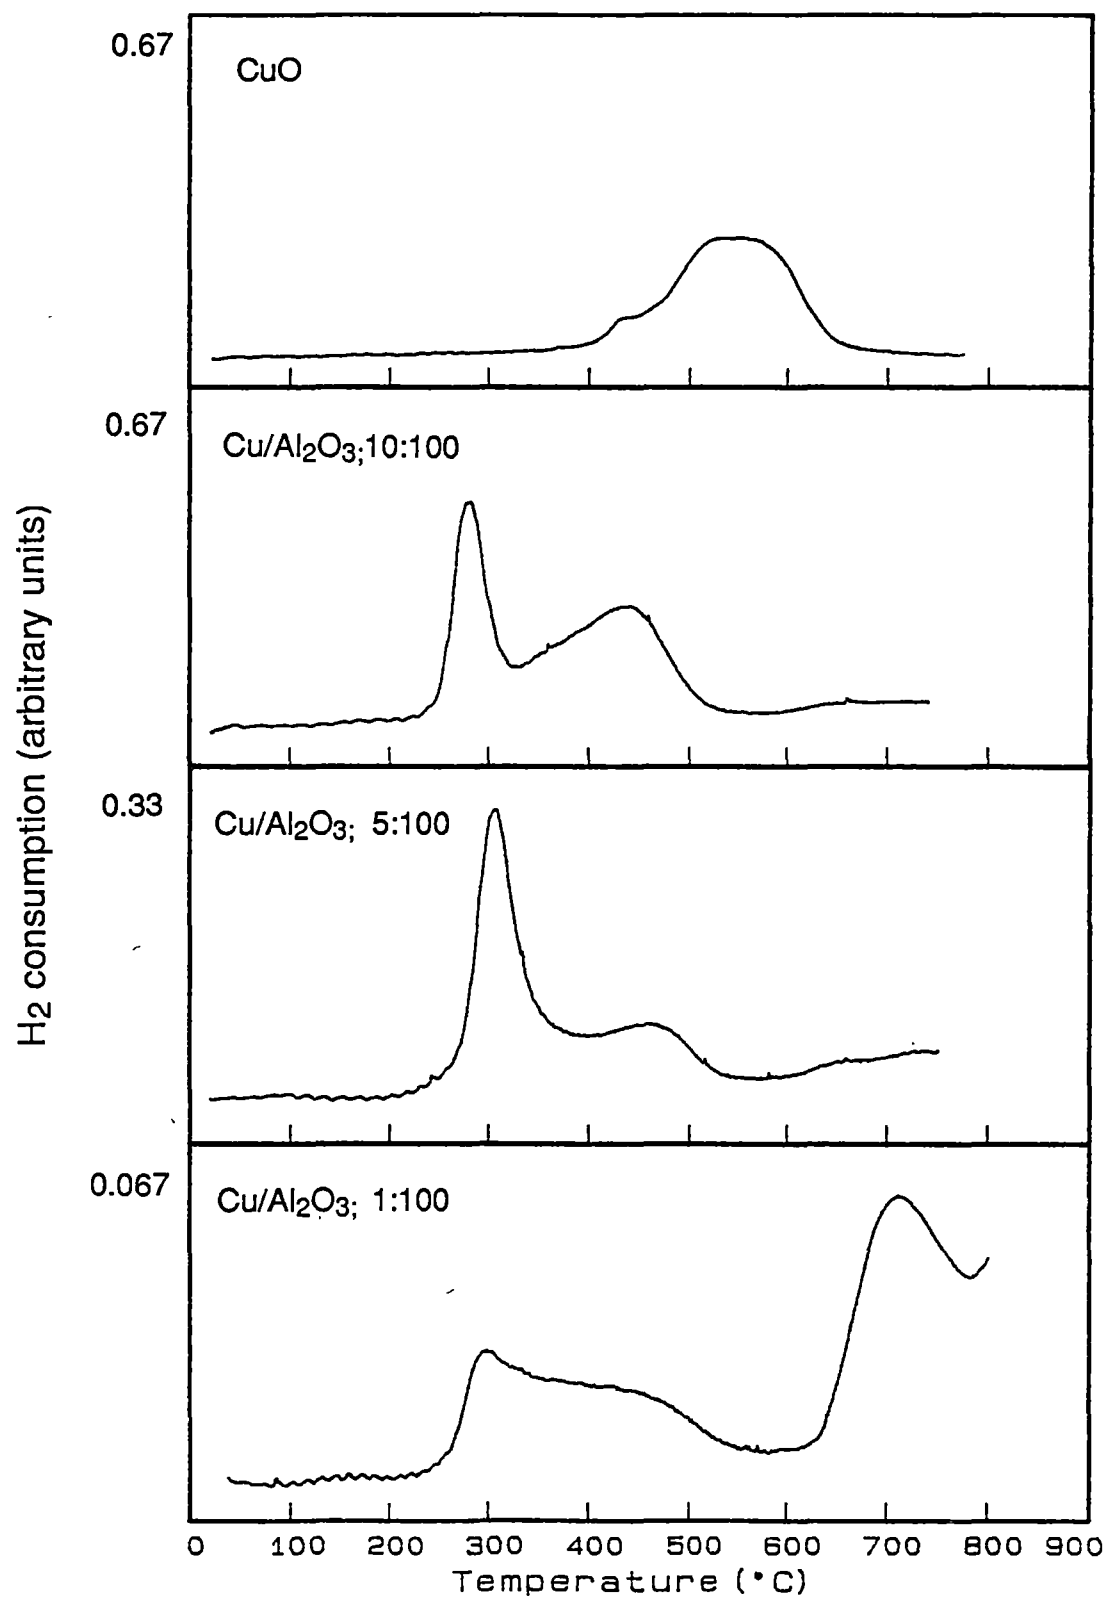 0.67
CuO
0.67
Cu/Al2O3;10:100
H2 consumption (arbitrary units)
0.33
Cu/Al2O3; 5:100
0.067
Cu/Al2O3; 1:100
0 100 200 300 400 500 600 700 800 900
Temperature (°C)